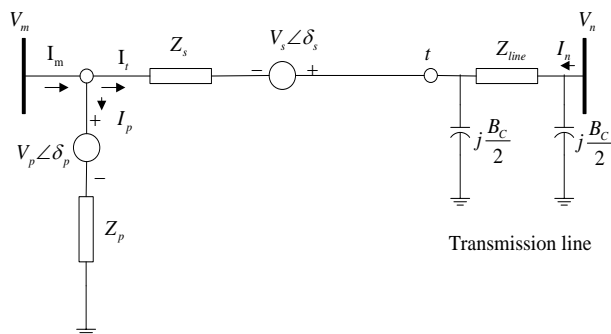 V_m
I_m
I_t
Z_s
−
V_s∠δ_s
+
t
Z_line
I_n
V_n
I_p
+
V_p∠δ_p
−
Z_p
j B_C/2
j B_C/2
Transmission line